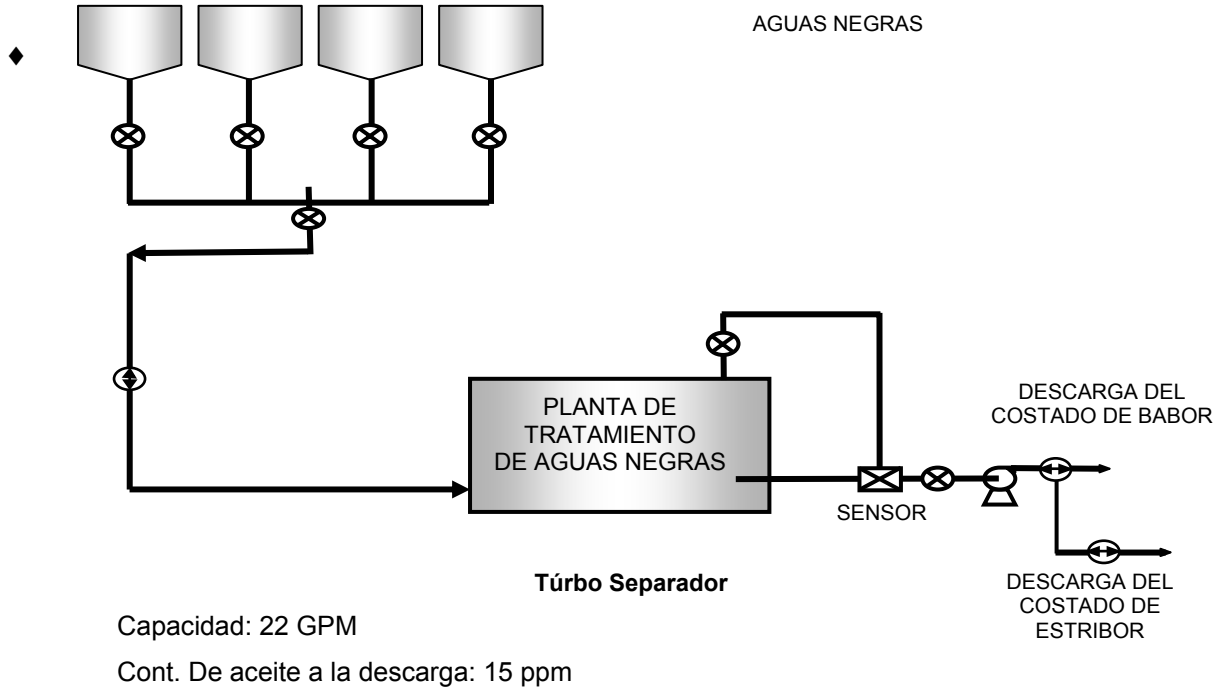 AGUAS NEGRAS
PLANTA DE
TRATAMIENTO
DE AGUAS NEGRAS
SENSOR
DESCARGA DEL
COSTADO DE BABOR
DESCARGA DEL
COSTADO DE
ESTRIBOR
Túrbo Separador
Capacidad: 22 GPM
Cont. De aceite a la descarga: 15 ppm